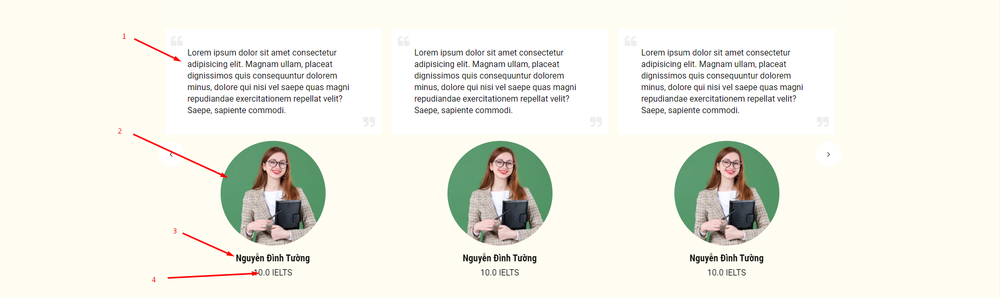 1
Lorem ipsum dolor sit amet consectetur
adipisicing elit. Magnam ullam, placeat
dignissimos quis consequuntur dolorem
minus, dolore qui nisi vel saepe quas magni
repudiandae exercitationem repellat velit?
Saepe, sapiente commodi.
Lorem ipsum dolor sit amet consectetur
adipisicing elit. Magnam ullam, placeat
dignissimos quis consequuntur dolorem
minus, dolore qui nisi vel saepe quas magni
repudiandae exercitationem repellat velit?
Saepe, sapiente commodi.
Lorem ipsum dolor sit amet consectetur
adipisicing elit. Magnam ullam, placeat
dignissimos quis consequuntur dolorem
minus, dolore qui nisi vel saepe quas magni
repudiandae exercitationem repellat velit?
Saepe, sapiente commodi.
2
3
Nguyễn Đình Tường
Nguyễn Đình Tường
Nguyễn Đình Tường
4
10.0 IELTS
10.0 IELTS
10.0 IELTS